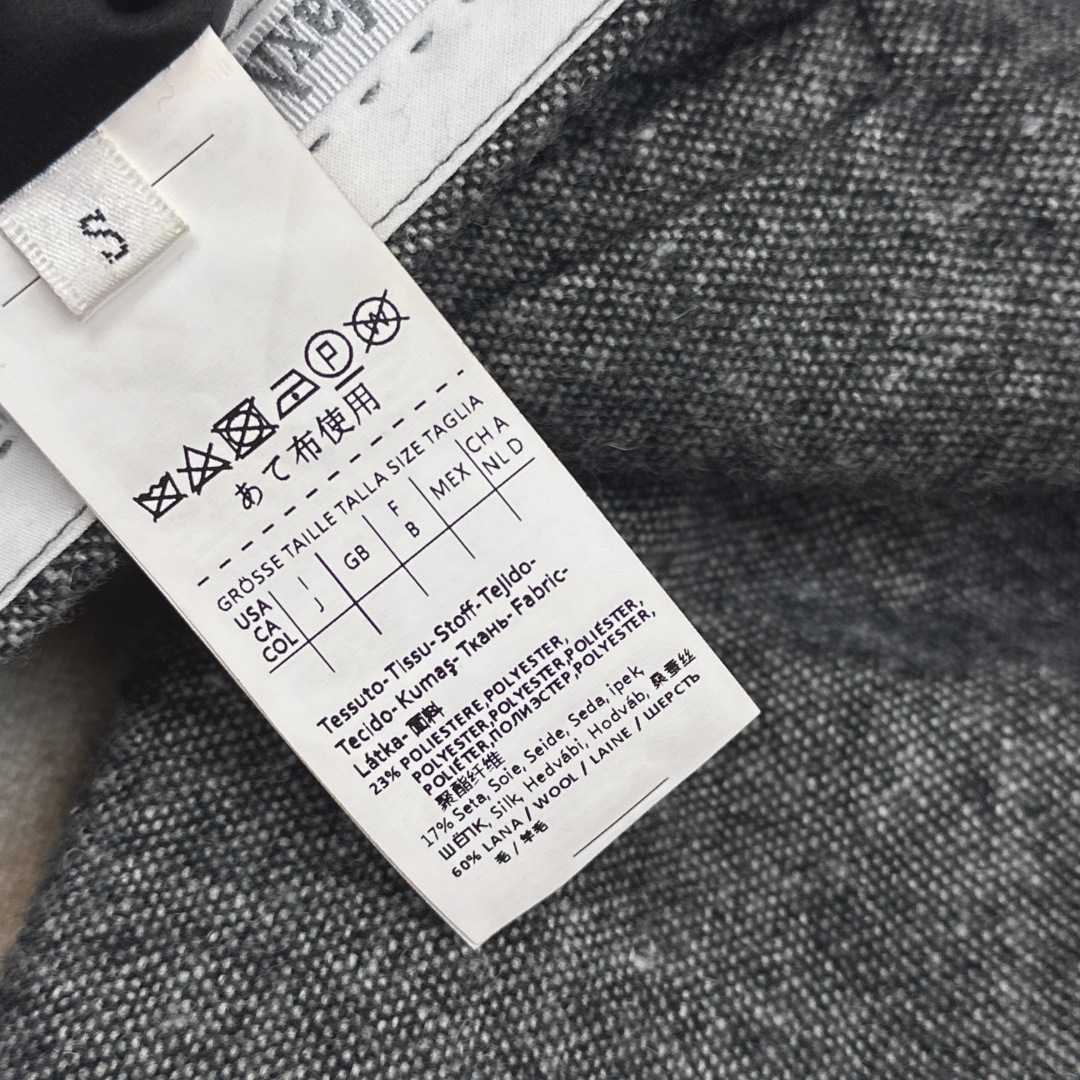 S
P
W
あて布使用
GRÖSSE TAILLE TALLA SIZE TAGLIA
USA
CA
COL
I
J
GB
F
B
MEX
CH A
NL D
Tessuto-Tissu-Stoff-Tejido-
Tecido-Kumaş-Ткань-Fabric-
Látka-面料
23% POLIESTERE,POLYESTER,
POLYESTER,POLYESTER,POLIÉSTER,
POLIÉTER,ПОЛИЭСТЕР,POLYESTER,
聚酯纤维
17% Seta, Soie, Seide, Seda, ipek,
ШЁПК, Silk, Hedvábi, Hodváb, 桑蚕丝
60% LANA / WOOL / LAINE / ШЕРСТЬ
毛 / 羊毛